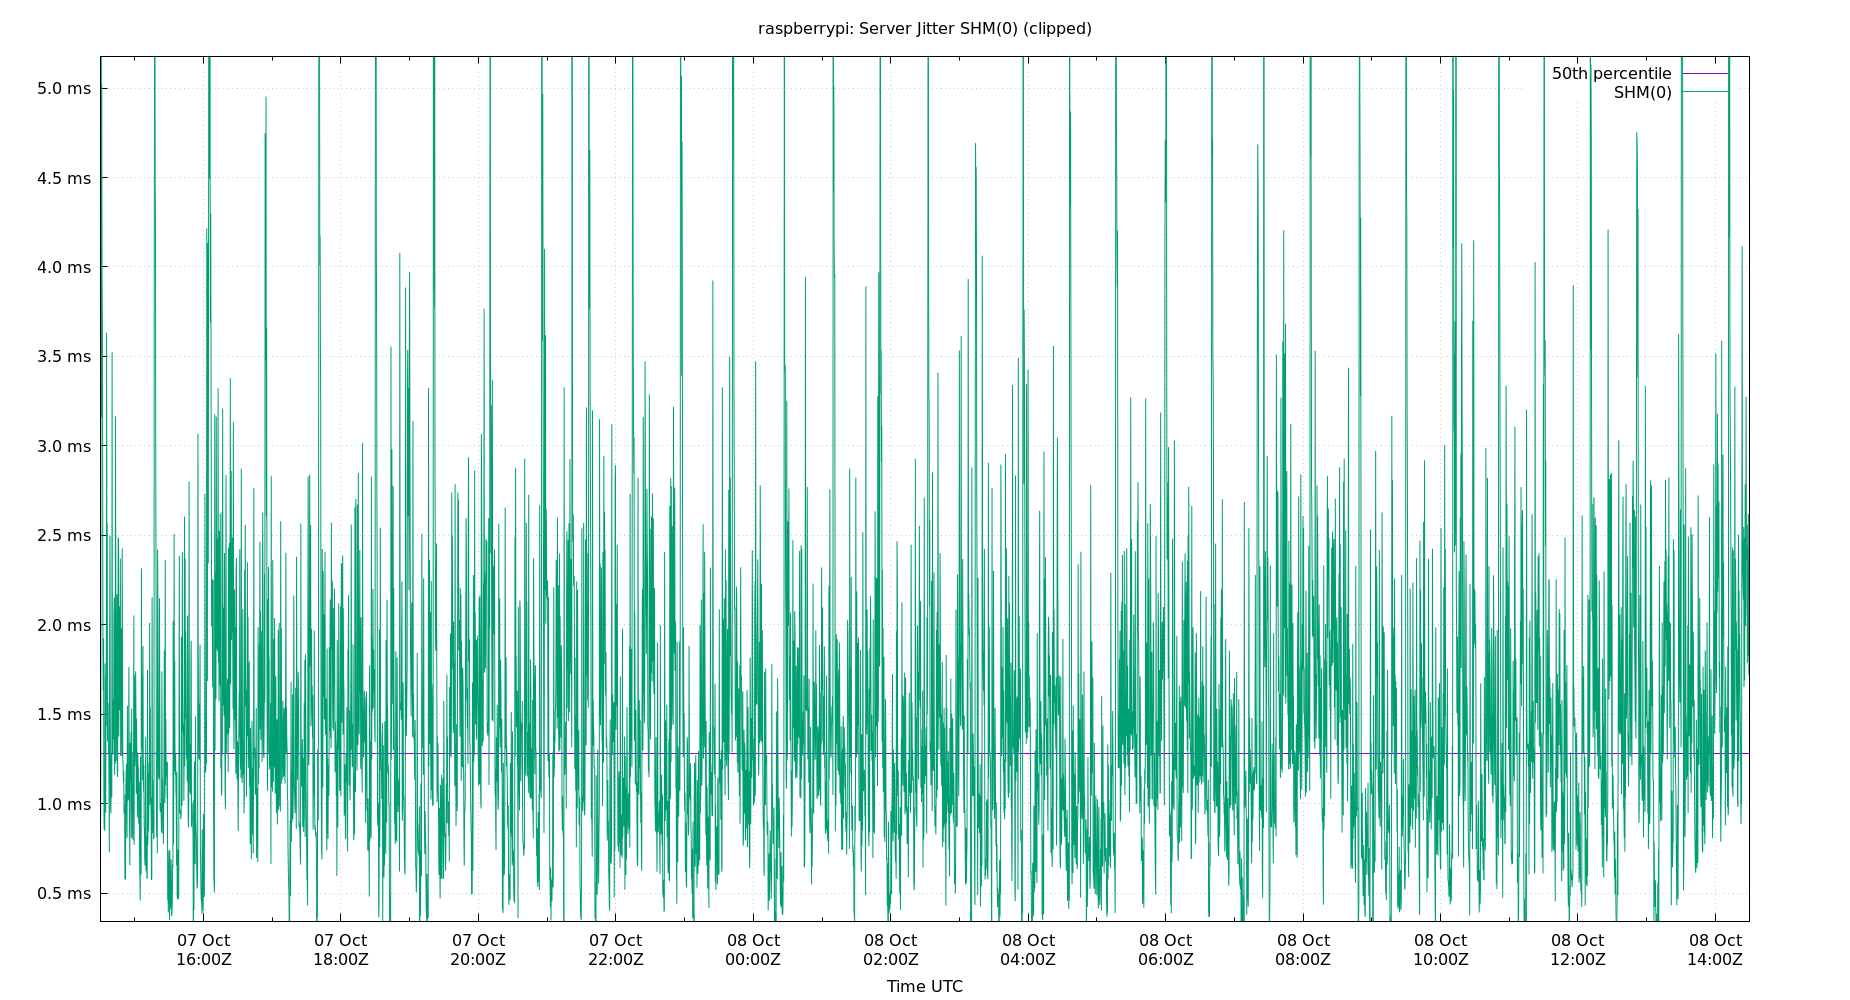 raspberrypi: Server Jitter SHM(0) (clipped)
50th percentile
SHM(0)
5.0 ms
4.5 ms
4.0 ms
3.5 ms
3.0 ms
2.5 ms
2.0 ms
1.5 ms
1.0 ms
0.5 ms
07 Oct 07 Oct 07 Oct 07 Oct 08 Oct 08 Oct 08 Oct 08 Oct 08 Oct 08 Oct 08 Oct 08 Oct
16:00Z 18:00Z 20:00Z 22:00Z 00:00Z 02:00Z 04:00Z 06:00Z 08:00Z 10:00Z 12:00Z 14:00Z
Time UTC